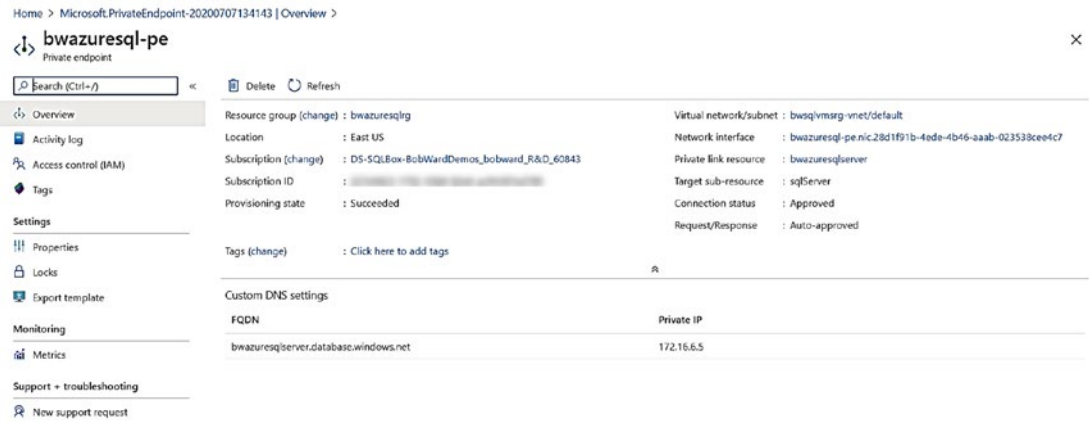 Home > Microsoft.PrivateEndpoint-20200707134143 | Overview >
bwazuresql-pe
Private endpoint
Search (Ctrl+/)
«
Overview
Activity log
Access control (IAM)
Tags
Settings
Properties
Locks
Export template
Monitoring
Metrics
Support + troubleshooting
New support request
Delete Refresh
Resource group (change) : bwazuresqlrg
Location : East US
Subscription (change) : DS-SQLBox-BobWardDemos_bobward_R&D_60843
Subscription ID :
Provisioning state : Succeeded
Tags (change) : Click here to add tags
Virtual network/subnet : bwsqlvmsrg-vnet/default
Network interface : bwazuresql-pe.nic.28d1f91b-4ede-4b46-aaab-023538cee4c7
Private link resource : bwazuresqlserver
Target sub-resource : sqlServer
Connection status : Approved
Request/Response : Auto-approved
Custom DNS settings
FQDN Private IP
bwazuresqlserver.database.windows.net 172.16.6.5